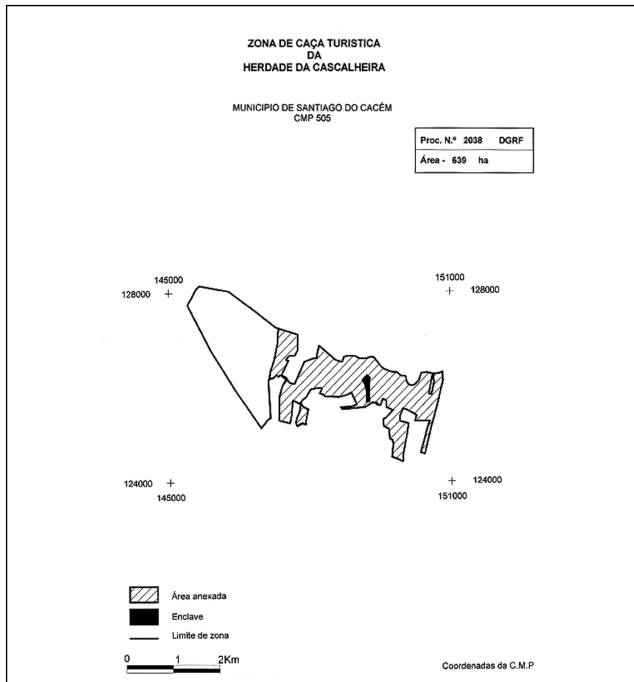 ZONA DE CAÇA TURISTICA
DA
HERDADE DA CASCALHEIRA
MUNICIPIO DE SANTIAGO DO CACÉM
CMP 505
Proc. N.º 2038 DGRF
Área - 639 ha
145000
128000
151000
128000
124000
145000
124000
151000
Área anexada
Enclave
Limite de zona
0 1 2Km
Coordenadas da C.M.P